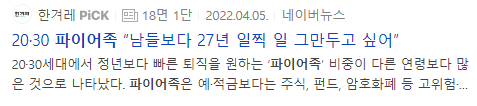 한겨레 한겨레 PiCK 18면 1단 2022.04.05. 네이버뉴스
20·30 파이어족 “남들보다 27년 일찍 일 그만두고 싶어”
20·30세대에서 정년보다 빠른 퇴직을 원하는 ‘파이어족’ 비중이 다른 연령보다 많
은 것으로 나타났다. 파이어족은 예·적금보다는 주식, 펀드, 암호화폐 등 고위험·...